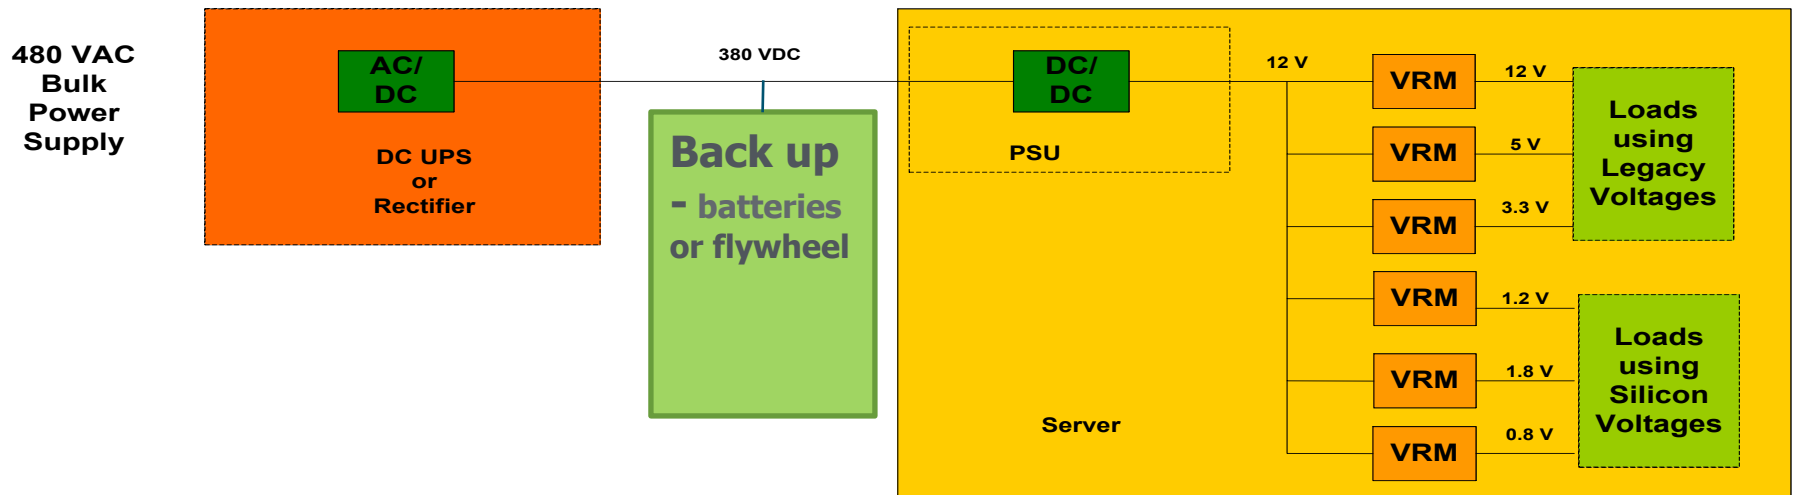 480 VAC
Bulk
Power
Supply
AC/
DC
DC UPS
or
Rectifier
380 VDC
Back up
- batteries
or flywheel
DC/
DC
PSU
12 V
Server
VRM
12 V
VRM
5 V
VRM
3.3 V
VRM
1.2 V
VRM
1.8 V
VRM
0.8 V
Loads
using
Legacy
Voltages
Loads
using
Silicon
Voltages